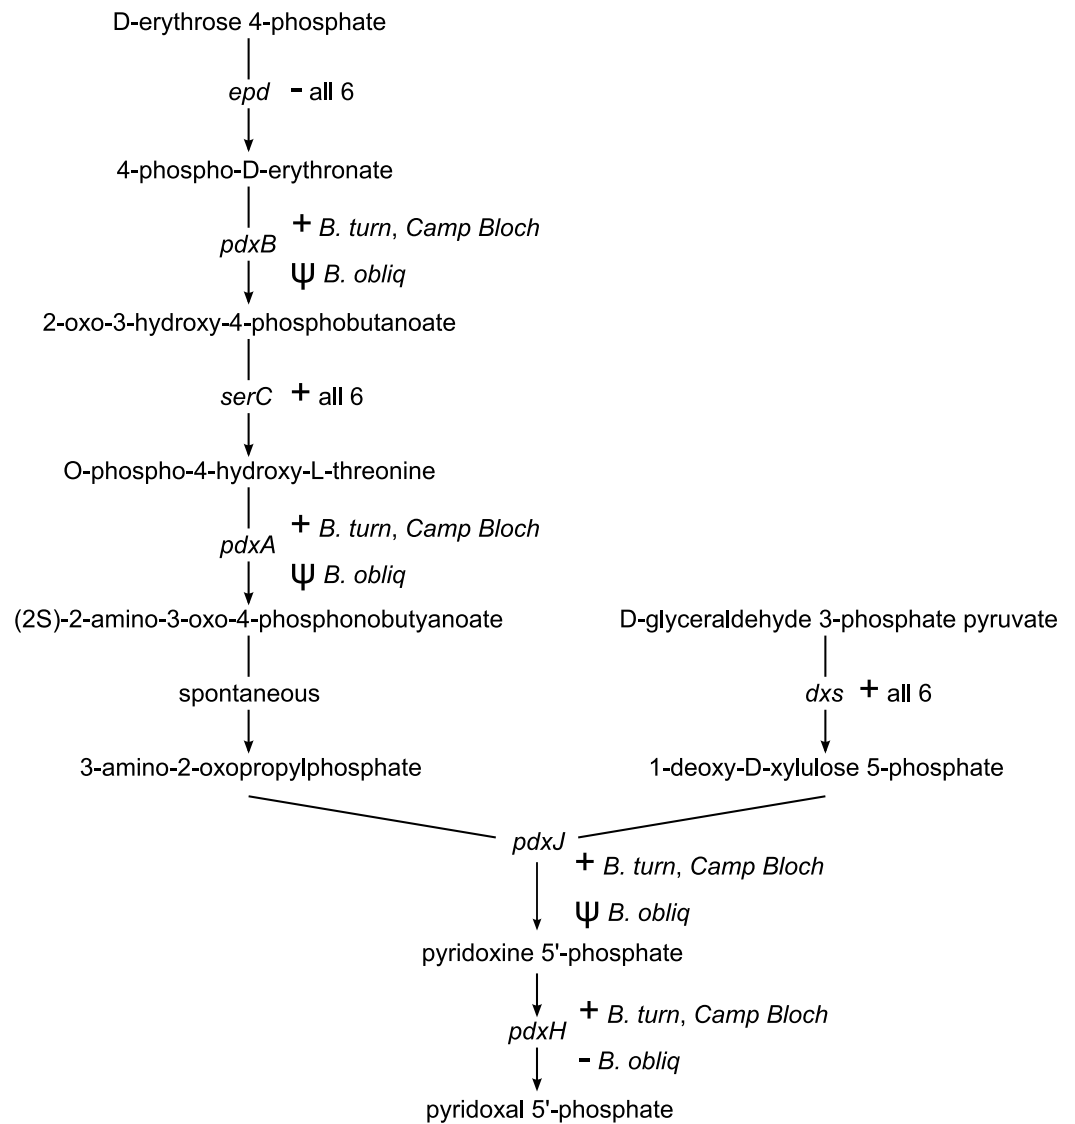 D-erythrose 4-phosphate
epd - all 6
4-phospho-D-erythronate
+ B. turn, Camp Bloch
pdxB
Ψ B. obliq
2-oxo-3-hydroxy-4-phosphobutanoate
serC + all 6
O-phospho-4-hydroxy-L-threonine
+ B. turn, Camp Bloch
pdxA
Ψ B. obliq
(2S)-2-amino-3-oxo-4-phosphonobutyanoate
D-glyceraldehyde 3-phosphate pyruvate
spontaneous
dxs + all 6
3-amino-2-oxopropylphosphate
1-deoxy-D-xylulose 5-phosphate
pdxJ
+ B. turn, Camp Bloch
Ψ B. obliq
pyridoxine 5'-phosphate
+ B. turn, Camp Bloch
pdxH
- B. obliq
pyridoxal 5'-phosphate